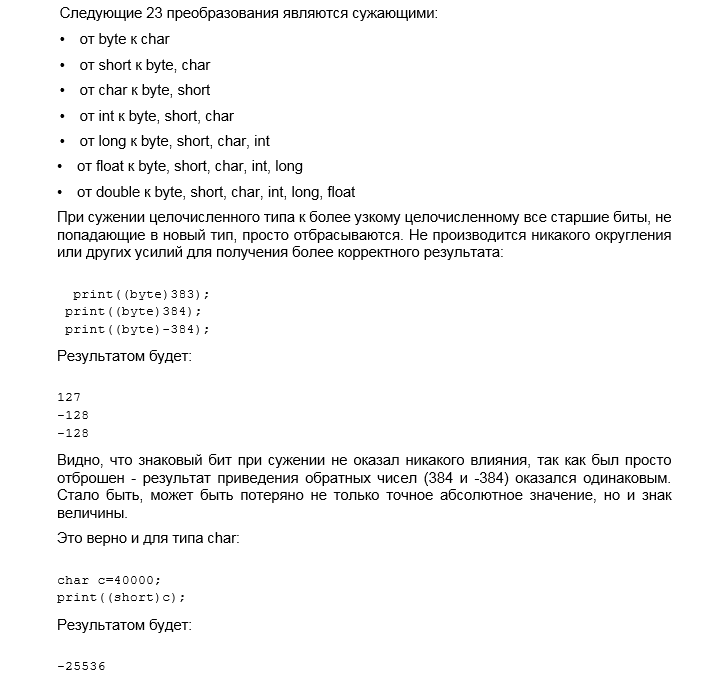 Следующие 23 преобразования являются сужающими:
• от byte к char
• от short к byte, char
• от char к byte, short
• от int к byte, short, char
• от long к byte, short, char, int
• от float к byte, short, char, int, long
• от double к byte, short, char, int, long, float
При сужении целочисленного типа к более узкому целочисленному все старшие биты, не
попадающие в новый тип, просто отбрасываются. Не производится никакого округления
или других усилий для получения более корректного результата:
print((byte)383);
print((byte)384);
print((byte)-384);
Результатом будет:
127
-128
-128
Видно, что знаковый бит при сужении не оказал никакого влияния, так как был просто
отброшен - результат приведения обратных чисел (384 и -384) оказался одинаковым.
Стало быть, может быть потеряно не только точное абсолютное значение, но и знак
величины.
Это верно и для типа char:
char c=40000;
print((short)c);
Результатом будет:
-25536